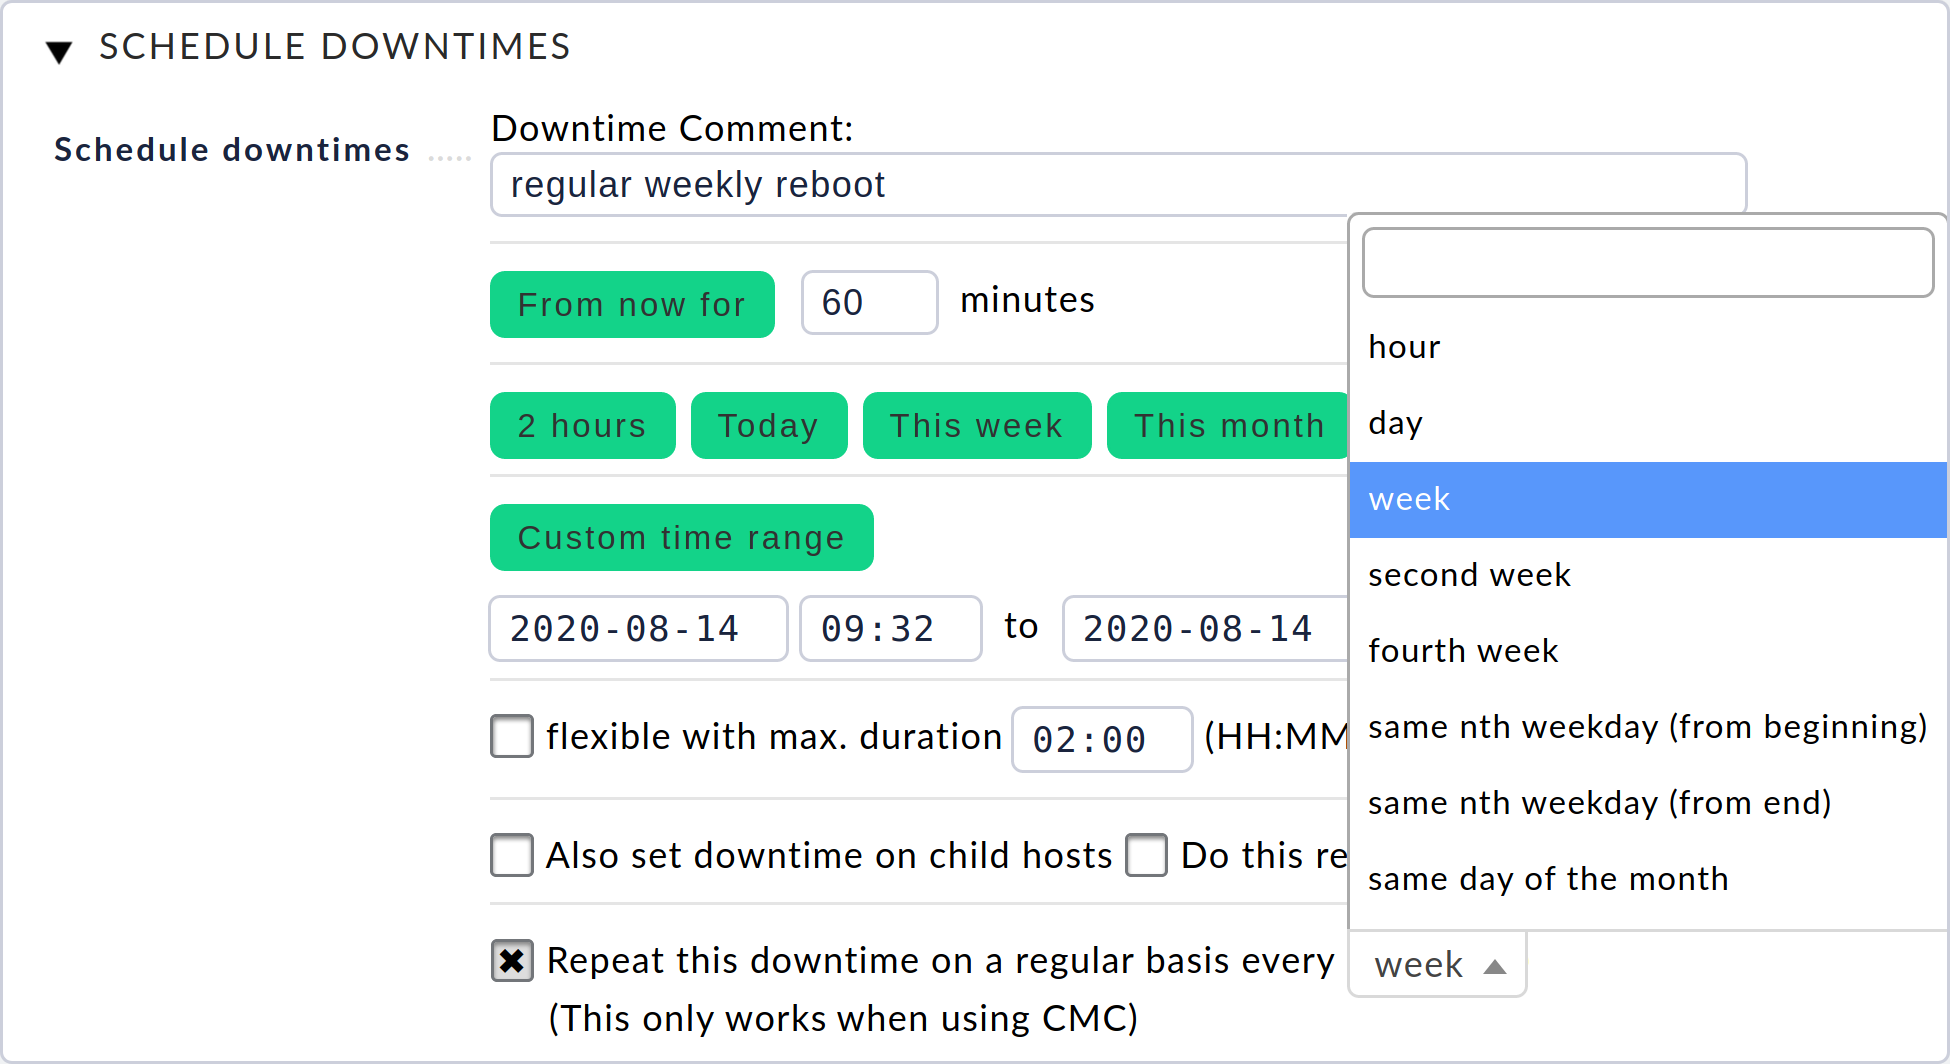 SCHEDULE DOWNTIMES
Schedule downtimes
Downtime Comment:
regular weekly reboot
From now for 60 minutes
2 hours Today This week This month
Custom time range
2020-08-14 09:32 to 2020-08-14
flexible with max. duration 02:00 (HH:MM
Also set downtime on child hosts Do this re
Repeat this downtime on a regular basis every week
(This only works when using CMC)
hour
day
week
second week
fourth week
same nth weekday (from beginning)
same nth weekday (from end)
same day of the month